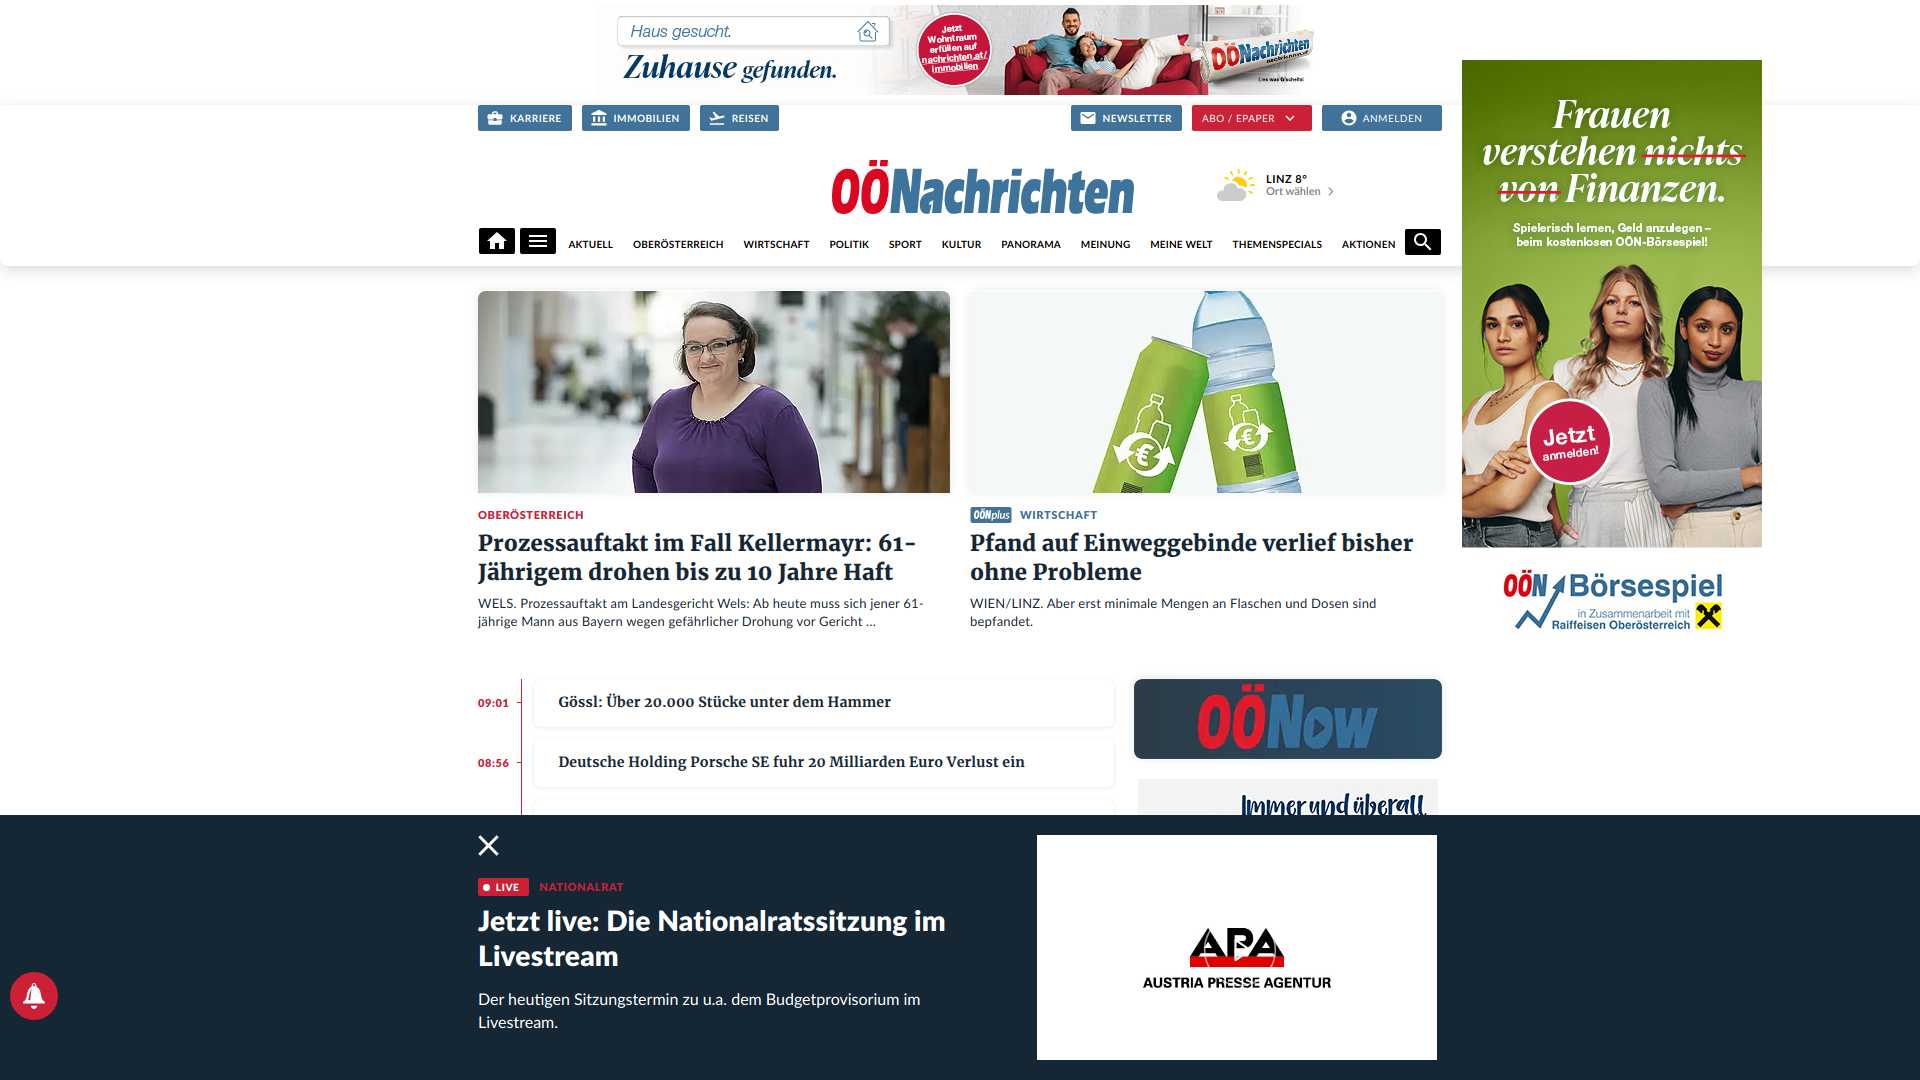 Haus gesucht.
Zuhause gefunden.
Jetzt
Wohntraum
erfüllen auf
nachrichten.at/
immobilien
OÖNachrichten
Lies was G'scheits!
KARRIERE
IMMOBILIEN
REISEN
NEWSLETTER
ABO / EPAPER
ANMELDEN
OÖNachrichten
LINZ 8°
Ort wählen
AKTUELL
OBERÖSTERREICH
WIRTSCHAFT
POLITIK
SPORT
KULTUR
PANORAMA
MEINUNG
MEINE WELT
THEMENSPECIALS
AKTIONEN
Frauen
verstehen nichts
von Finanzen.
Spielerisch lernen, Geld anzulegen –
beim kostenlosen OÖN-Börsespiel!
Jetzt
anmelden!
OÖN Börsespiel
in Zusammenarbeit mit
Raiffeisen Oberösterreich
OBERÖSTERREICH
Prozessauftakt im Fall Kellermayr: 61-
Jährigem drohen bis zu 10 Jahre Haft
WELS. Prozessauftakt am Landesgericht Wels: Ab heute muss sich jener 61-
jährige Mann aus Bayern wegen gefährlicher Drohung vor Gericht ...
OÖNplus WIRTSCHAFT
Pfand auf Einweggebinde verlief bisher
ohne Probleme
WIEN/LINZ. Aber erst minimale Mengen an Flaschen und Dosen sind
bepfandet.
09:01
Gössl: Über 20.000 Stücke unter dem Hammer
08:56
Deutsche Holding Porsche SE fuhr 20 Milliarden Euro Verlust ein
OÖNow
Immer und überall
LIVE
NATIONALRAT
Jetzt live: Die Nationalratssitzung im
Livestream
Der heutigen Sitzungstermin zu u.a. dem Budgetprovisorium im
Livestream.
APA
AUSTRIA PRESSE AGENTUR